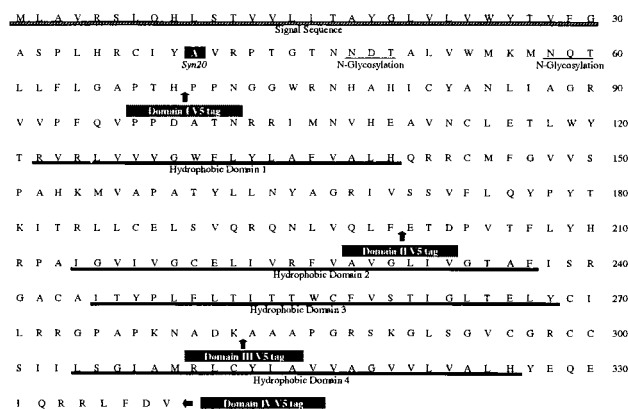 M L A V R S L Q H L S T V V L I T A Y G L V L V W Y T V F G 30
Signal Sequence
A S P L H R C I Y A V R P T G T N N D T A L V W M K M N Q T 60
Syn20 N-Glycosylation N-Glycosylation
L L F L G A P T H P P N G G W R N H A H I C Y A N L I A G R 90
V V P F Q V P P D A T N R R I M N V H E A V N C L E T L W Y 120
Domain I V5 tag
T R V R L V V V G W F L Y L A F V A L H Q R R C M F G V V S 150
Hydrophobic Domain 1
P A H K M V A P A T Y L L N Y A G R I V S S V F L Q Y P Y T 180
K I T R L L C E L S V Q R Q N L V Q L F E T D P V T F L Y H 210
Domain II V5 tag
R P A I G V I V G C E L I V R F V A V G L I V G T A F I S R 240
Hydrophobic Domain 2
G A C A I T Y P L F L T I T T W C F V S T I G L T E L Y C I 270
Hydrophobic Domain 3
L R R G P A P K N A D K A A A P G R S K G L S G V C G R C C 300
Domain III V5 tag
S I I L S G I A M R L C Y I A V V A G V V L V A L H Y E Q E 330
Hydrophobic Domain 4
I Q R R L F D V Domain IV V5 tag